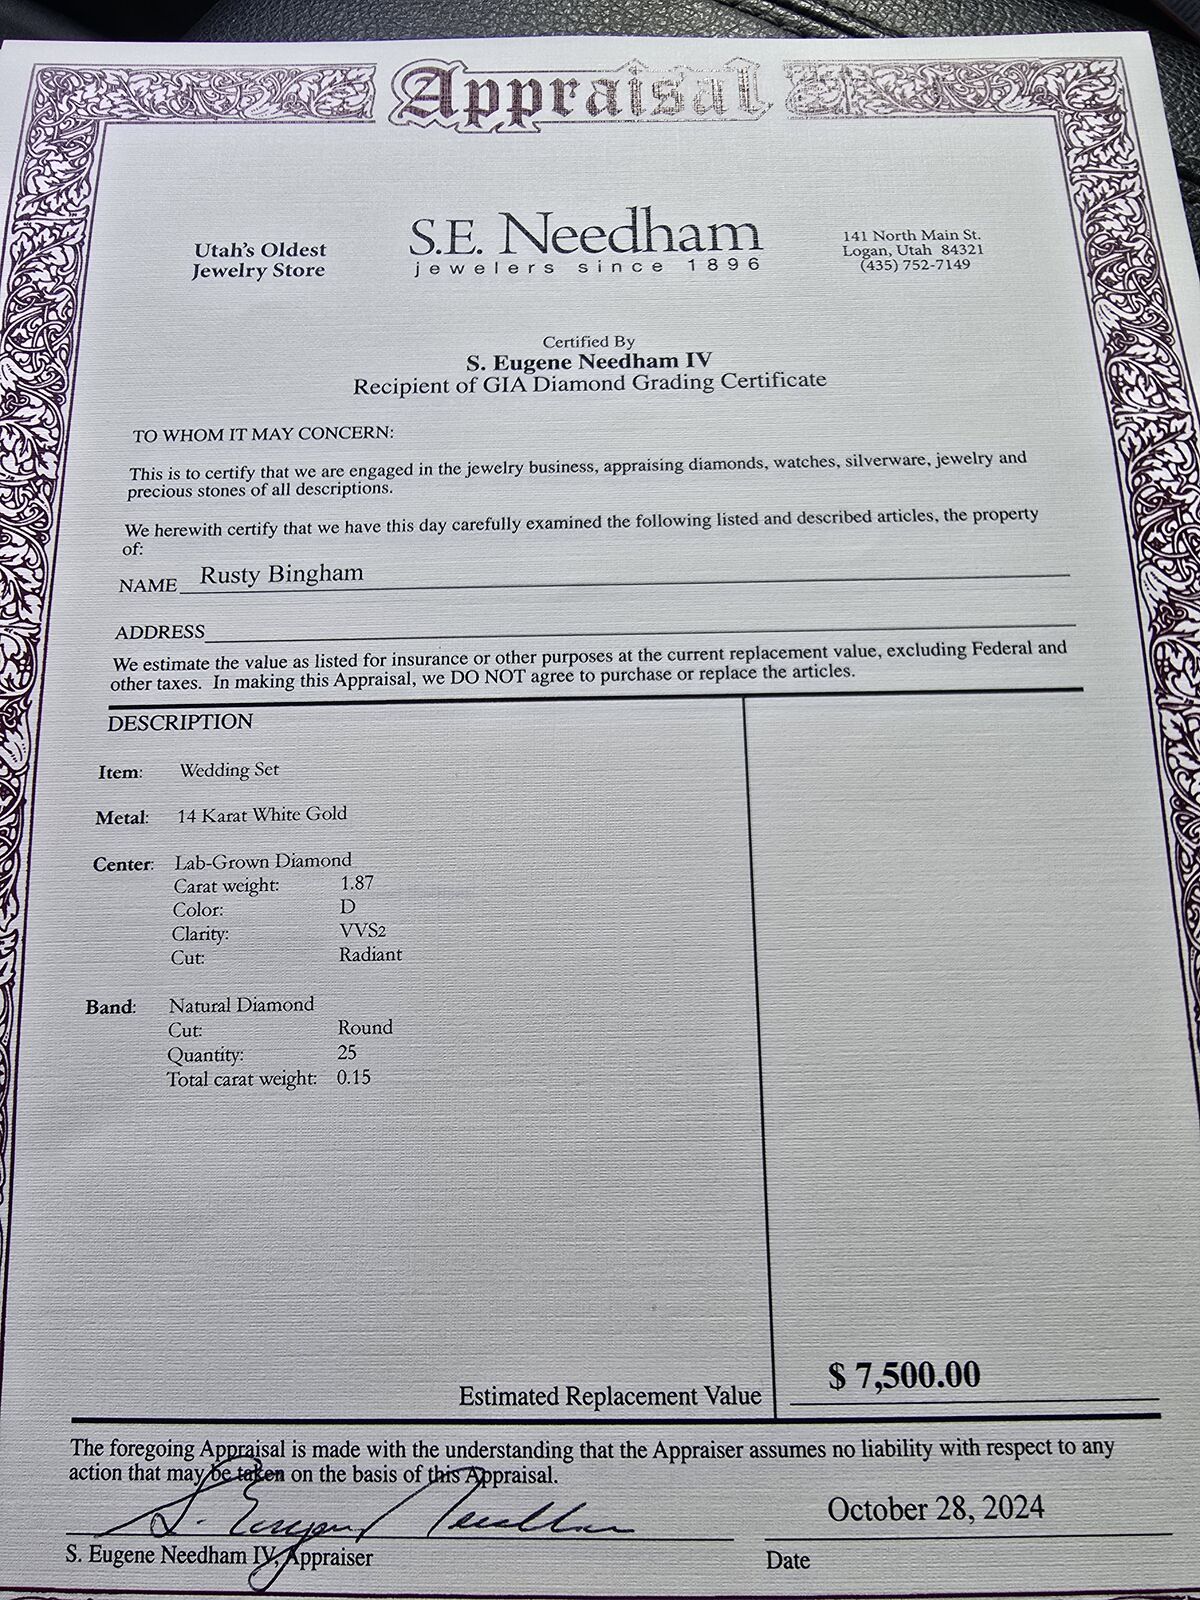 Appraisal
Utah's Oldest
Jewelry Store
S.E. Needham
jewelers since 1896
141 North Main St.
Logan, Utah 84321
(435) 752-7149
Certified By
S. Eugene Needham IV
Recipient of GIA Diamond Grading Certificate
TO WHOM IT MAY CONCERN:
This is to certify that we are engaged in the jewelry business, appraising diamonds, watches, silverware, jewelry and
precious stones of all descriptions.
We herewith certify that we have this day carefully examined the following listed and described articles, the property
of:
NAME Rusty Bingham
ADDRESS
We estimate the value as listed for insurance or other purposes at the current replacement value, excluding Federal and
other taxes. In making this Appraisal, we DO NOT agree to purchase or replace the articles.
DESCRIPTION
Item: Wedding Set
Metal: 14 Karat White Gold
Center: Lab-Grown Diamond
Carat weight: 1.87
Color: D
Clarity: VVS2
Cut: Radiant
Band: Natural Diamond
Cut: Round
Quantity: 25
Total carat weight: 0.15
Estimated Replacement Value $ 7,500.00
The foregoing Appraisal is made with the understanding that the Appraiser assumes no liability with respect to any
action that may be taken on the basis of this Appraisal.
S. Eugene Needham
October 28, 2024
S. Eugene Needham IV, Appraiser
Date